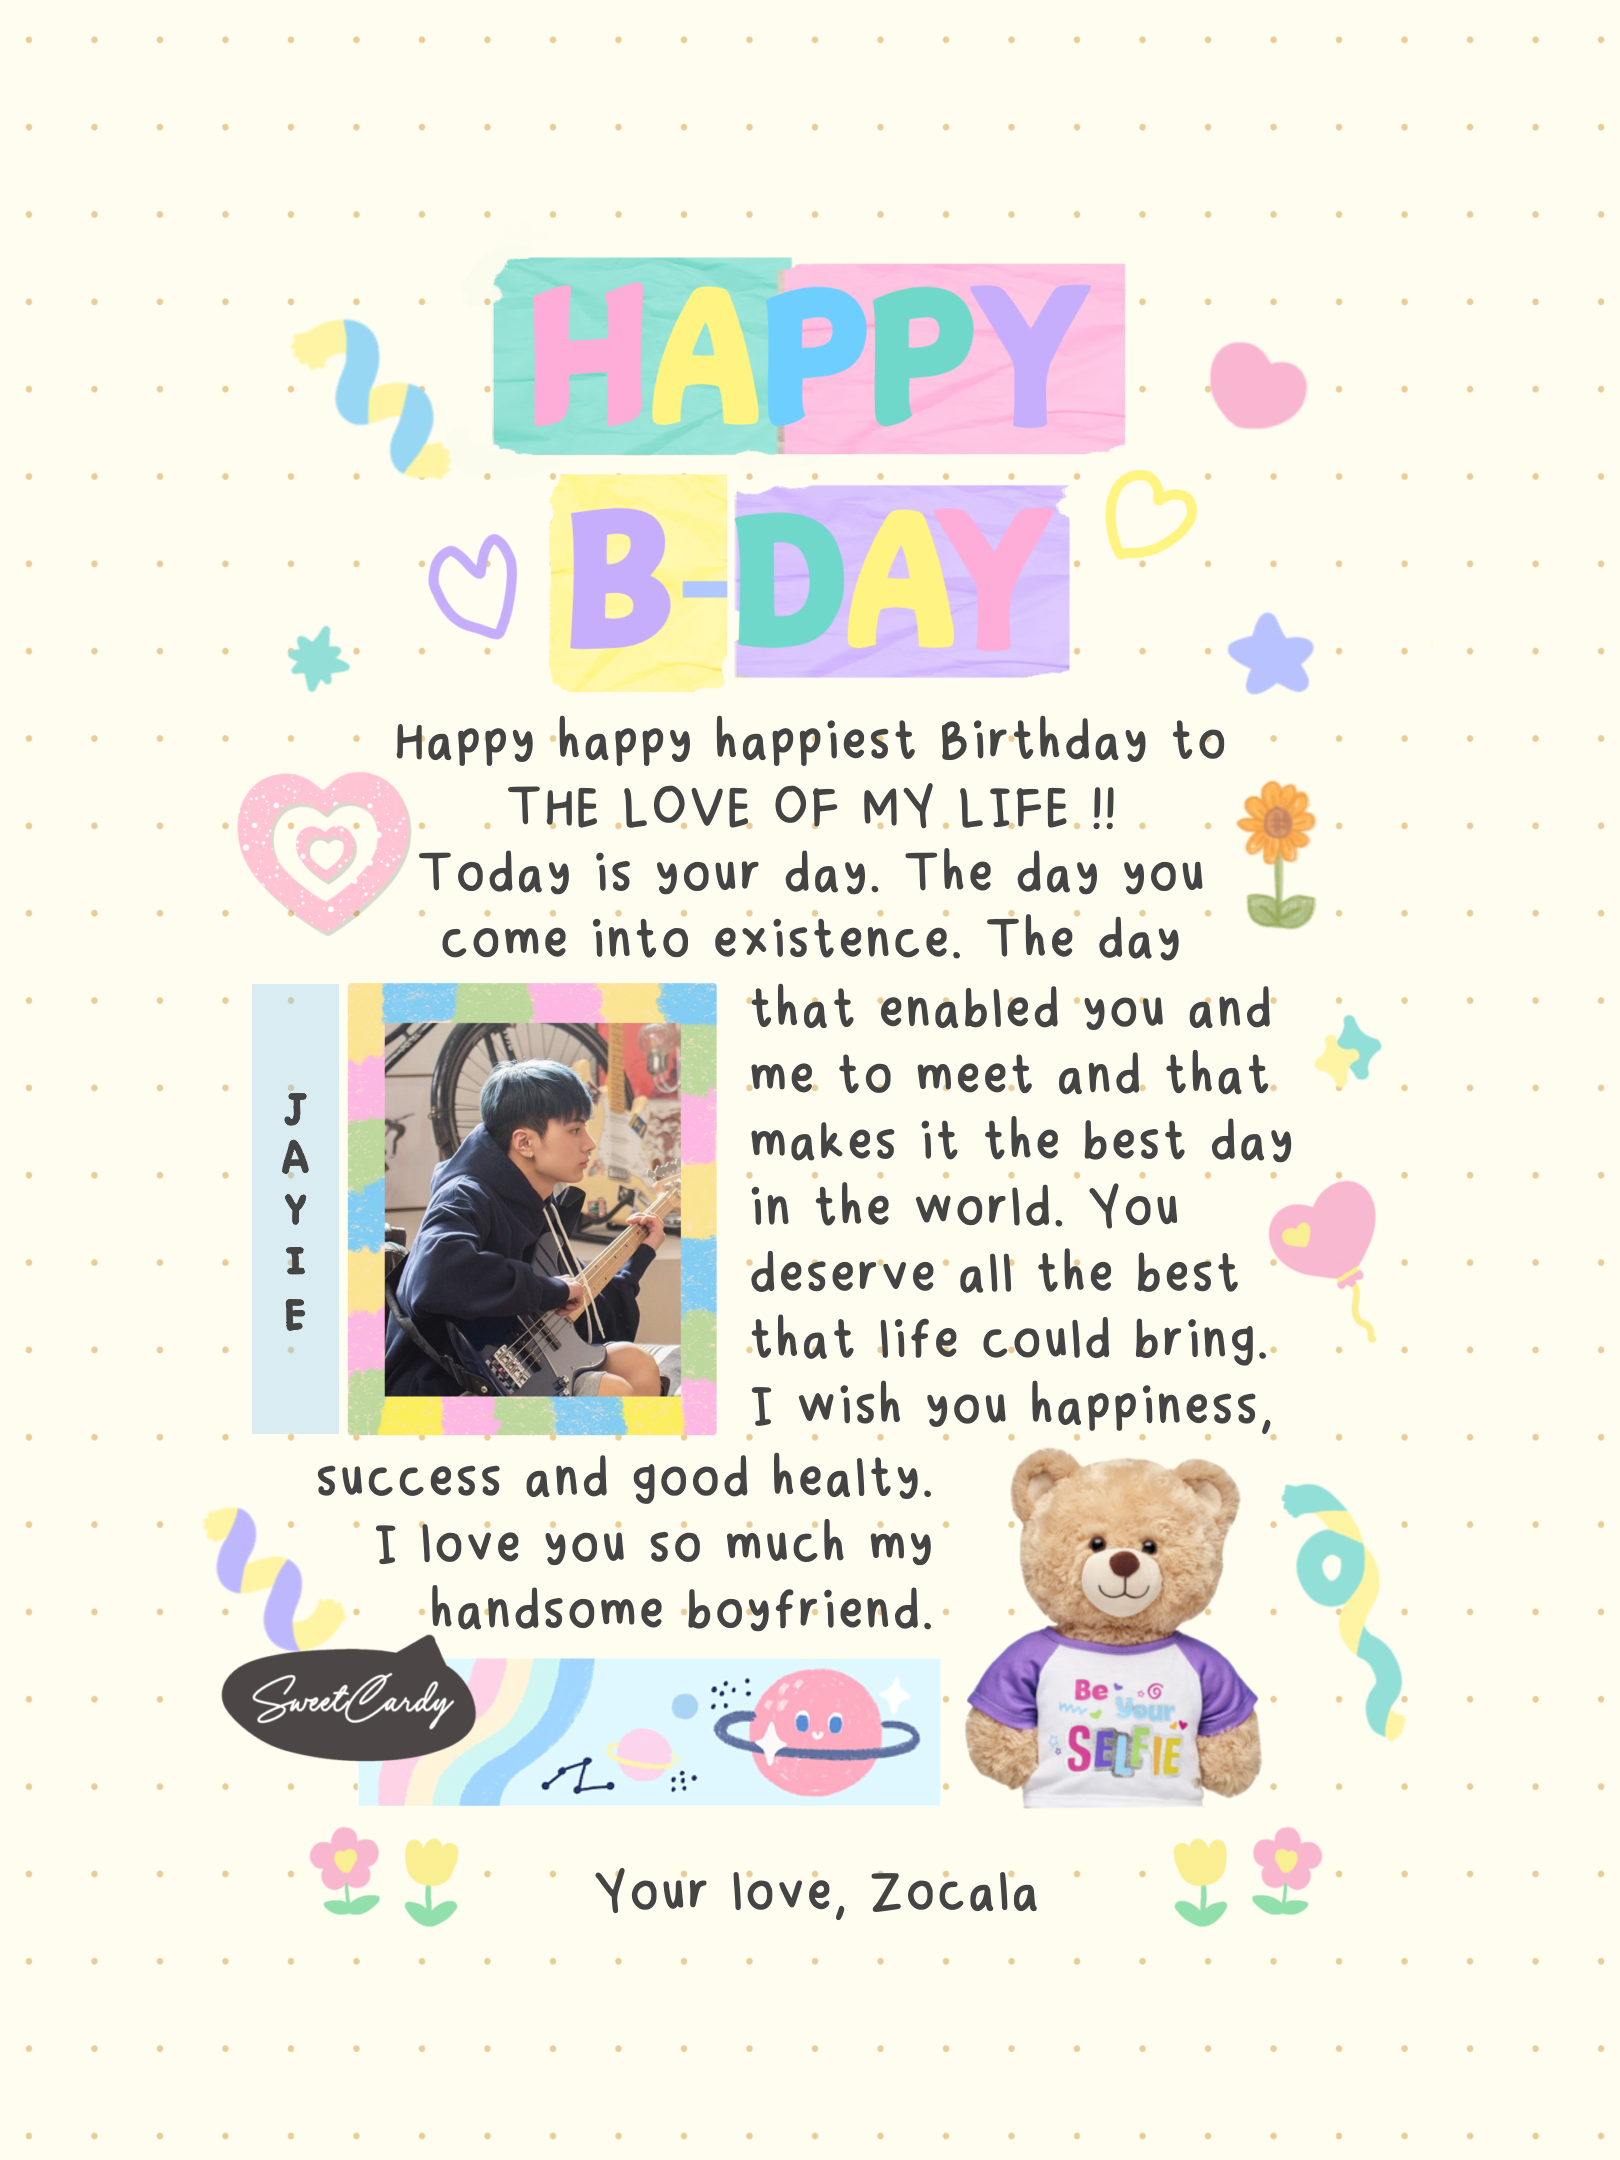 HAPPY
B-DAY
Happy happy happiest Birthday to
THE LOVE OF MY LIFE !!
Today is your day. The day you
come into existence. The day
JAYIE
that enabled you and
me to meet and that
makes it the best day
in the world. You
deserve all the best
that life could bring.
I wish you happiness,
success and good healty.
I love you so much my
handsome boyfriend.
SweetCardy
Be
Your
SELFIE
Your love, Zocala